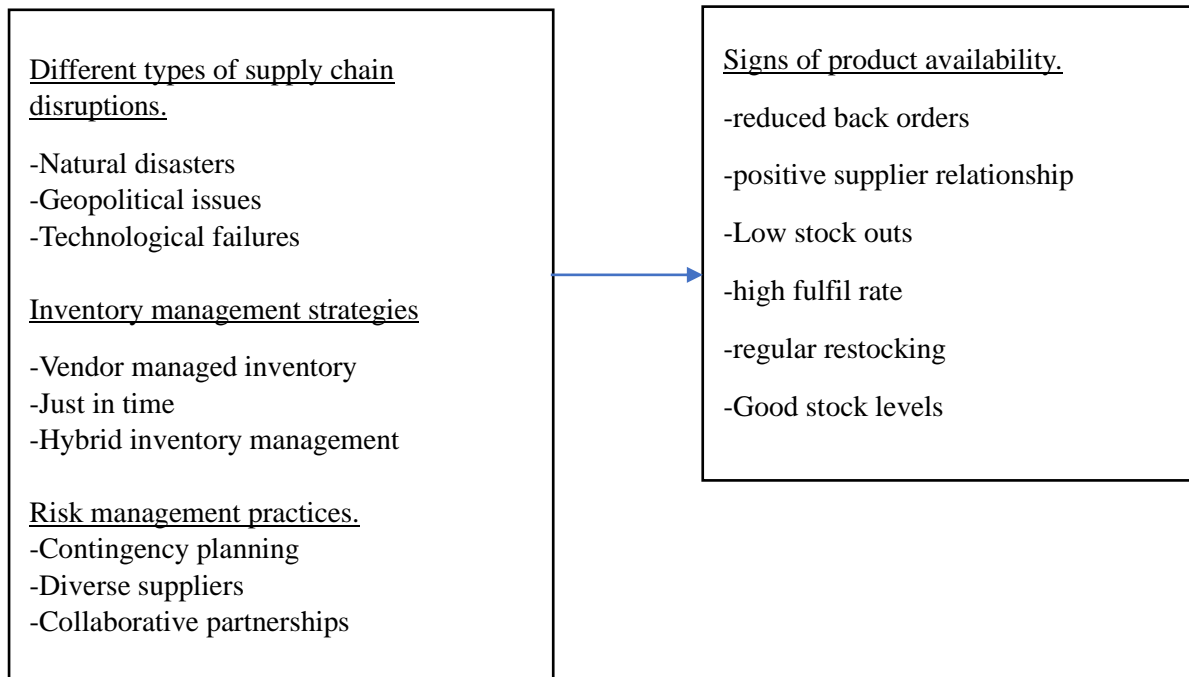 Different types of supply chain
disruptions.
-Natural disasters
-Geopolitical issues
-Technological failures
Inventory management strategies
-Vendor managed inventory
-Just in time
-Hybrid inventory management
Risk management practices.
-Contingency planning
-Diverse suppliers
-Collaborative partnerships
Signs of product availability.
-reduced back orders
-positive supplier relationship
-Low stock outs
-high fulfil rate
-regular restocking
-Good stock levels